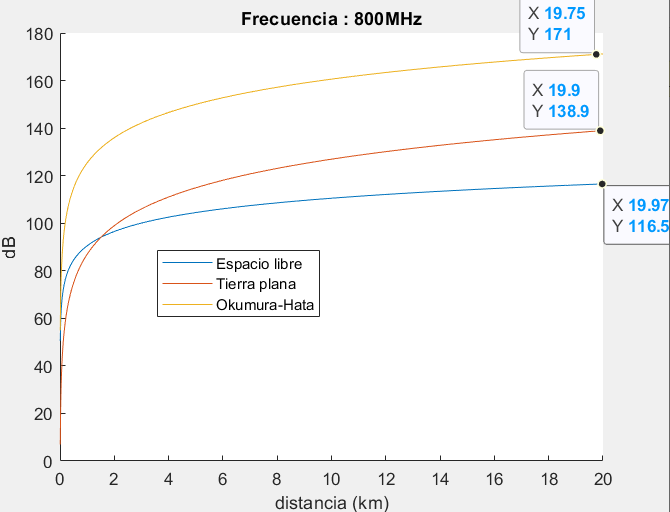 Frecuencia : 800MHz
X 19.75
Y 171
X 19.9
Y 138.9
X 19.97
Y 116.5
180
160
140
120
100
80
60
40
20
0
dB
Espacio libre
Tierra plana
Okumura-Hata
0 2 4 6 8 10 12 14 16 18 20
distancia (km)